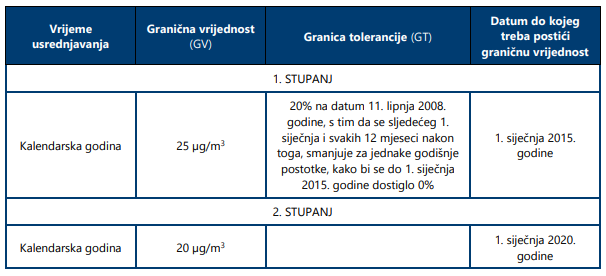 Vrijeme
usrednjavanja
Granična vrijednost
(GV)
Granica tolerancije (GT)
Datum do kojeg
treba postići
graničnu vrijednost
1. STUPANJ
Kalendarska godina
25 µg/m³
20% na datum 11. lipnja 2008.
godine, s tim da se sljedećeg 1.
siječnja i svakih 12 mjeseci nakon
toga, smanjuje za jednake godišnje
postotke, kako bi se do 1. siječnja
2015. godine dostiglo 0%
1. siječnja 2015.
godine
2. STUPANJ
Kalendarska godina
20 µg/m³
1. siječnja 2020.
godine